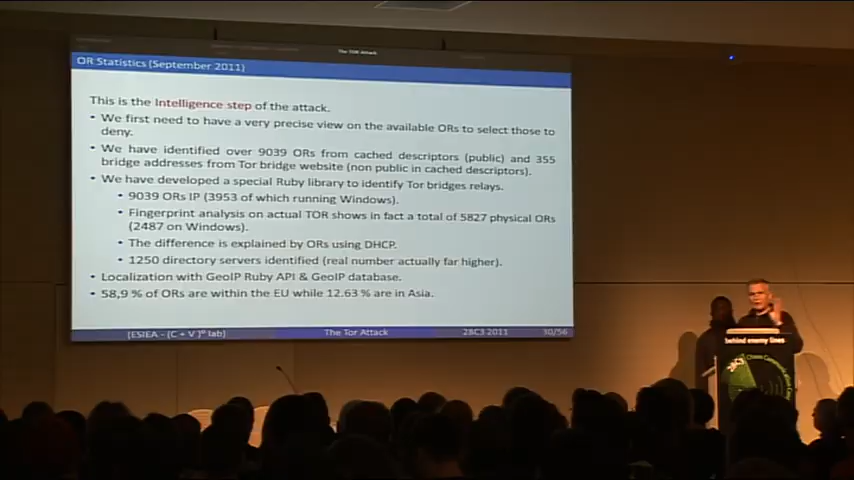 The TOR Attack
OR Statistics (September 2011)
This is the Intelligence step of the attack.
• We first need to have a very precise view on the available ORs to select those to
deny.
• We have identified over 9039 ORs from cached descriptors (public) and 355
bridge addresses from Tor bridge website (non public in cached descriptors).
• We have developed a special Ruby library to identify Tor bridges relays.
• 9039 ORs IP (3953 of which running Windows).
• Fingerprint analysis on actual TOR shows in fact a total of 5827 physical ORs
(2487 on Windows).
• The difference is explained by ORs using DHCP.
• 1250 directory servers identified (real number actually far higher).
• Localization with GeoIP Ruby API & GeoIP database.
• 58,9 % of ORs are within the EU while 12.63 % are in Asia.
(ESIEA - (C + V)º lab)
The Tor Attack
28C3 2011
30/56
behind enemy lines
28C3